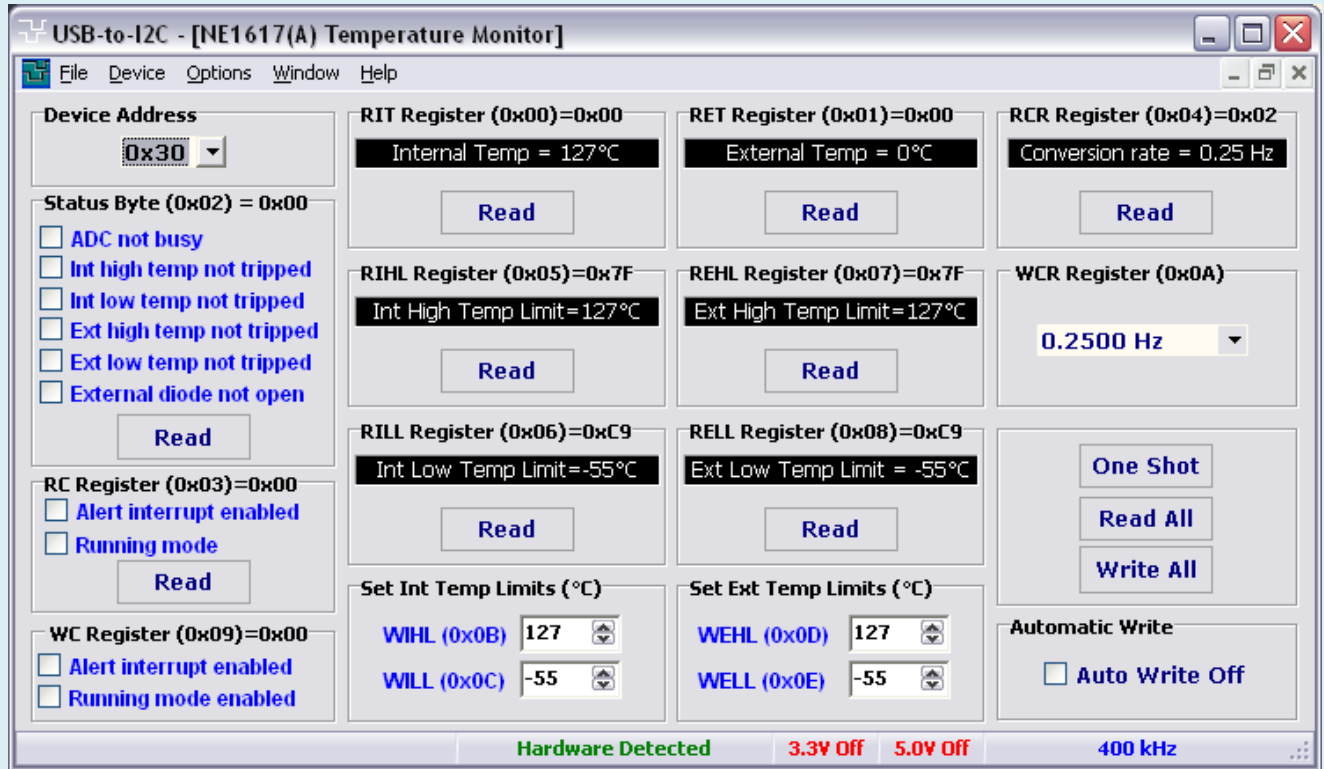 USB-to-I2C - [NE1617(A) Temperature Monitor]
File Device Options Window Help
Device Address
0x30
Status Byte (0x02) = 0x00
ADC not busy
Int high temp not tripped
Int low temp not tripped
Ext high temp not tripped
Ext low temp not tripped
External diode not open
Read
RC Register (0x03)=0x00
Alert interrupt enabled
Running mode
Read
WC Register (0x09)=0x00
Alert interrupt enabled
Running mode enabled
RIT Register (0x00)=0x00
Internal Temp = 127°C
Read
RIHL Register (0x05)=0x7F
Int High Temp Limit=127°C
Read
RILL Register (0x06)=0xC9
Int Low Temp Limit=-55°C
Read
Set Int Temp Limits (°C)
WIHL (0x0B) 127
WILL (0x0C) -55
RET Register (0x01)=0x00
External Temp = 0°C
Read
REHL Register (0x07)=0x7F
Ext High Temp Limit=127°C
Read
RELL Register (0x08)=0xC9
Ext Low Temp Limit = -55°C
Read
Set Ext Temp Limits (°C)
WEHL (0x0D) 127
WELL (0x0E) -55
RCR Register (0x04)=0x02
Conversion rate = 0.25 Hz
Read
WCR Register (0x0A)
0.2500 Hz
One Shot
Read All
Write All
Automatic Write
Auto Write Off
Hardware Detected 3.3V Off 5.0V Off 400 kHz